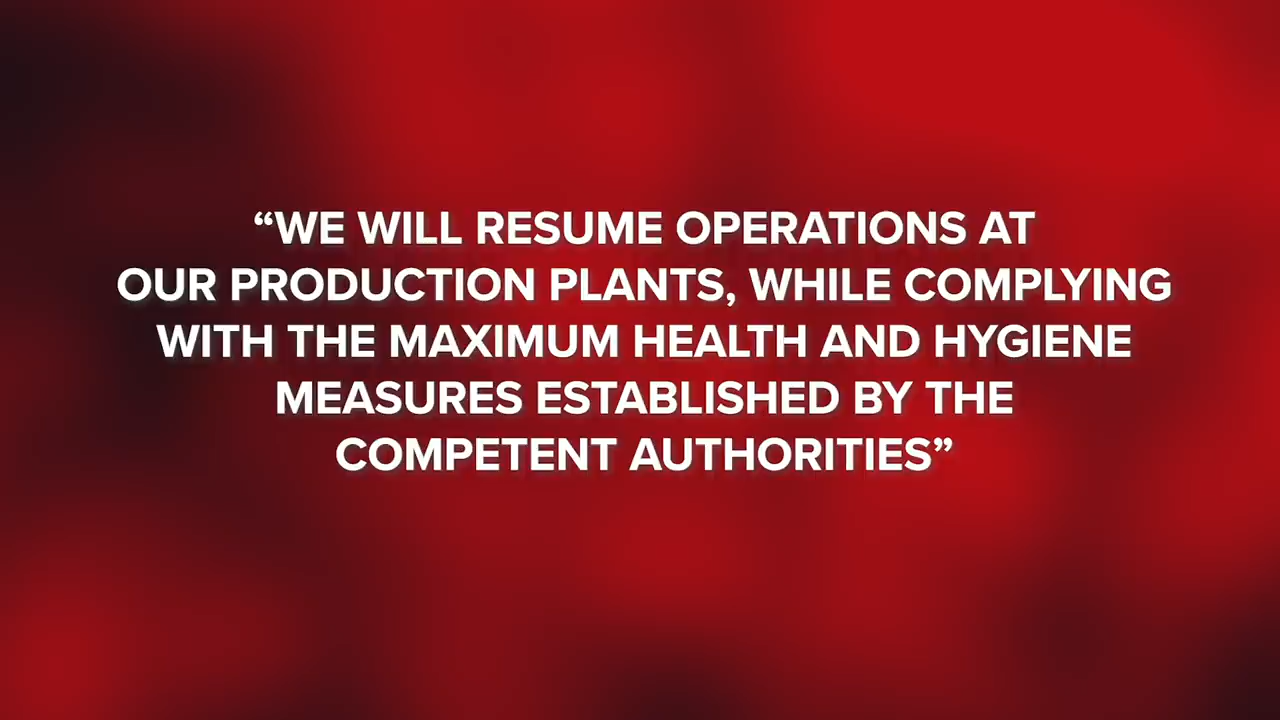 “WE WILL RESUME OPERATIONS AT
OUR PRODUCTION PLANTS, WHILE COMPLYING
WITH THE MAXIMUM HEALTH AND HYGIENE
MEASURES ESTABLISHED BY THE
COMPETENT AUTHORITIES”